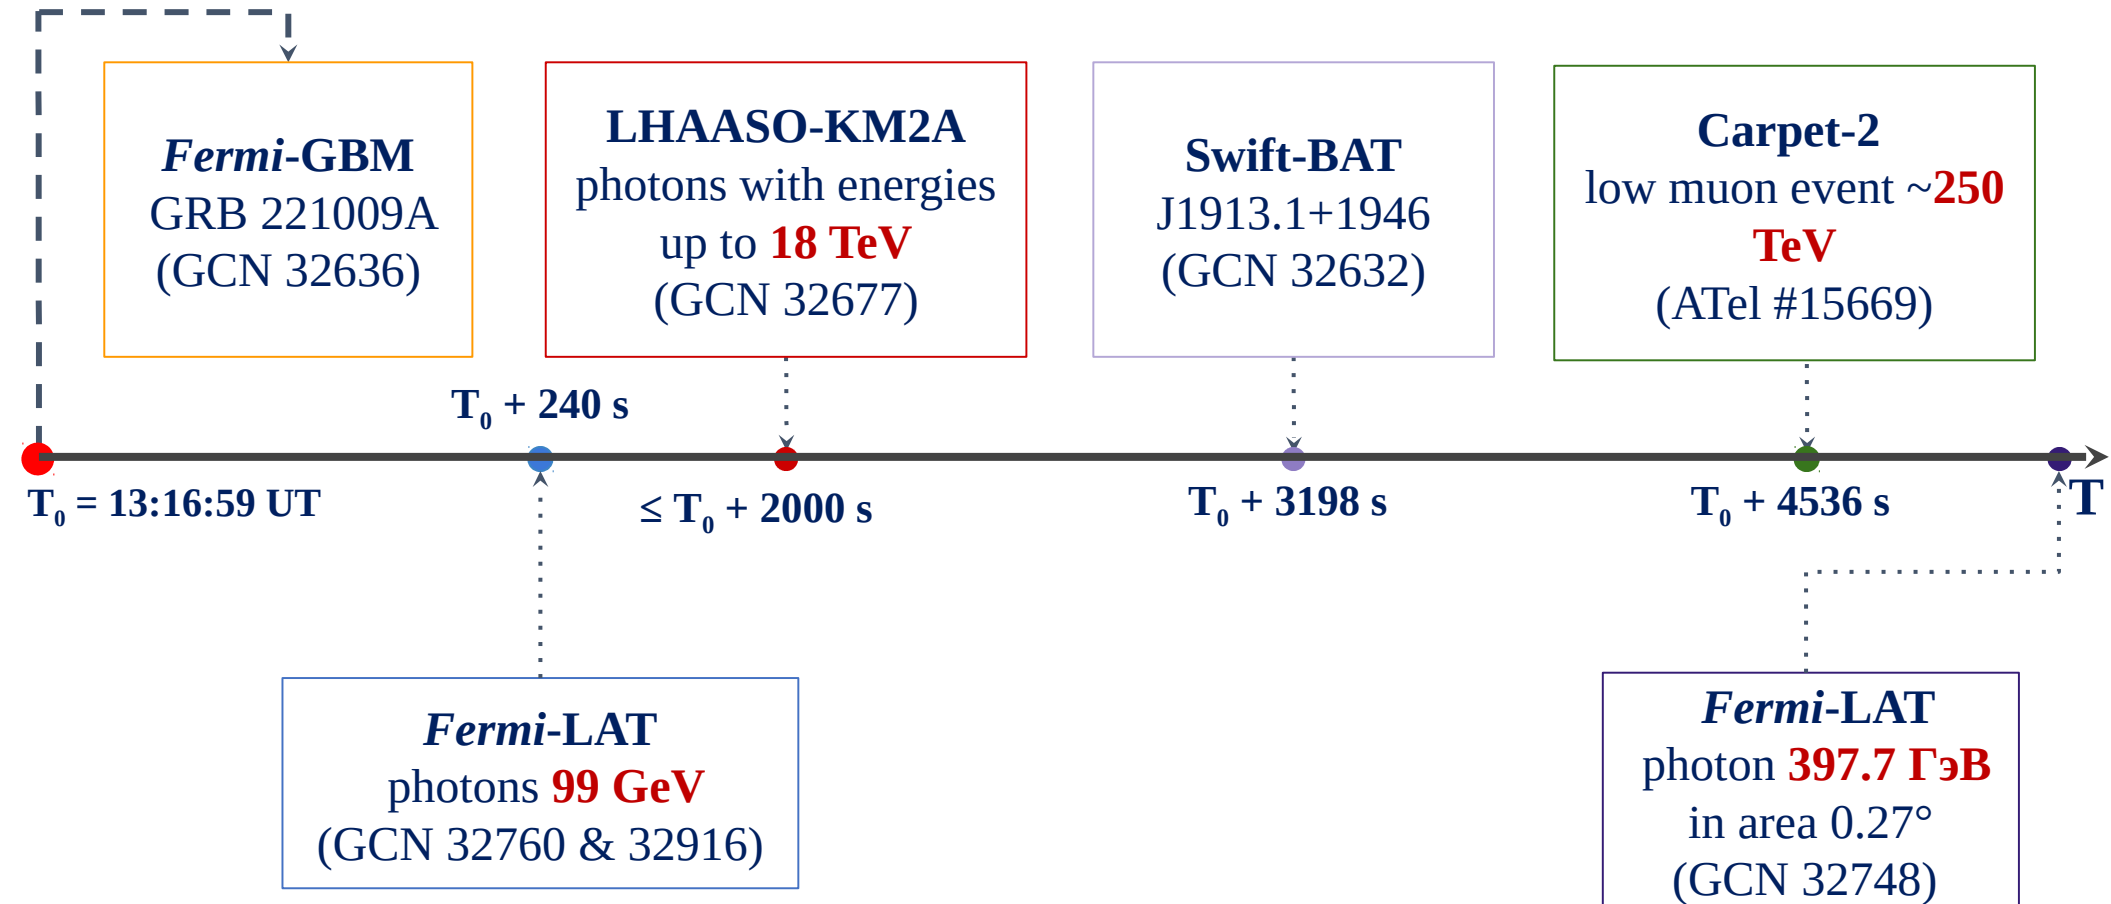 Fermi-GBM
GRB 221009A
(GCN 32636)
LHAASO-KM2A
photons with energies
up to 18 TeV
(GCN 32677)
Swift-BAT
J1913.1+1946
(GCN 32632)
Carpet-2
low muon event ~250
TeV
(ATel #15669)
T₀ + 240 s
T₀ = 13:16:59 UT
≤ T₀ + 2000 s
T₀ + 3198 s
T₀ + 4536 s
T
Fermi-LAT
photons 99 GeV
(GCN 32760 & 32916)
Fermi-LAT
photon 397.7 ГэВ
in area 0.27°
(GCN 32748)